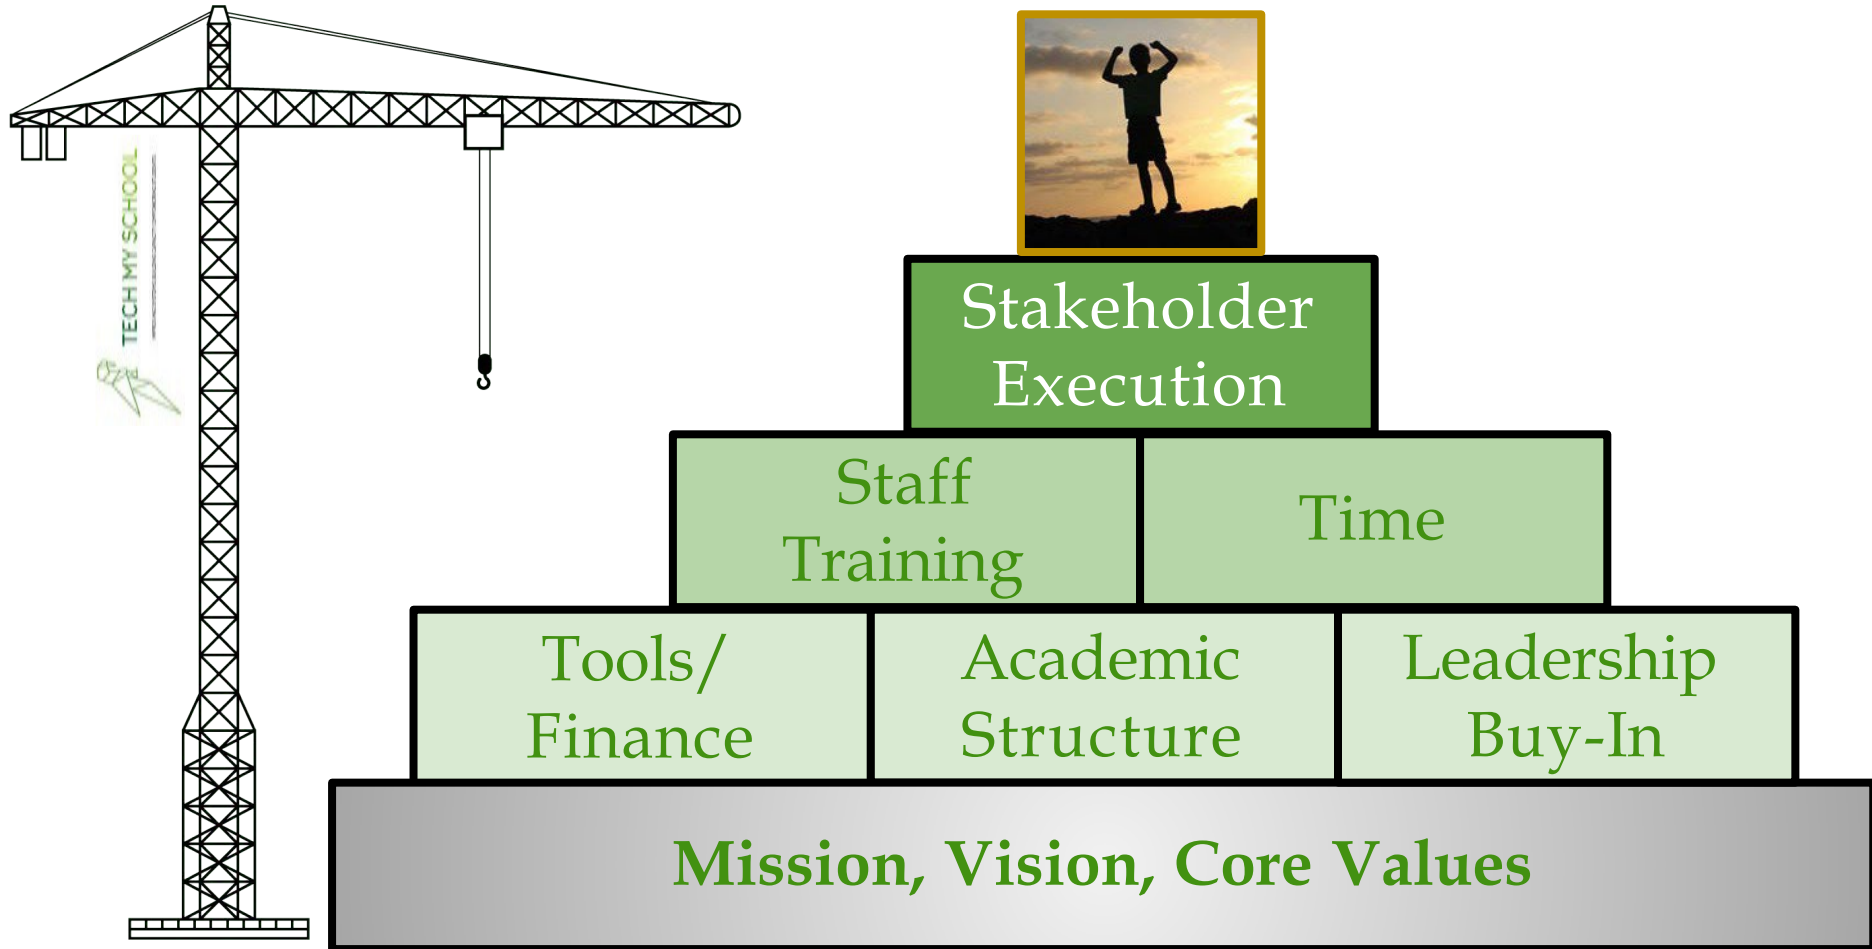 TECH MY SCHOOL
Stakeholder
Execution
Staff
Training
Time
Tools/
Finance
Academic
Structure
Leadership
Buy-In
Mission, Vision, Core Values